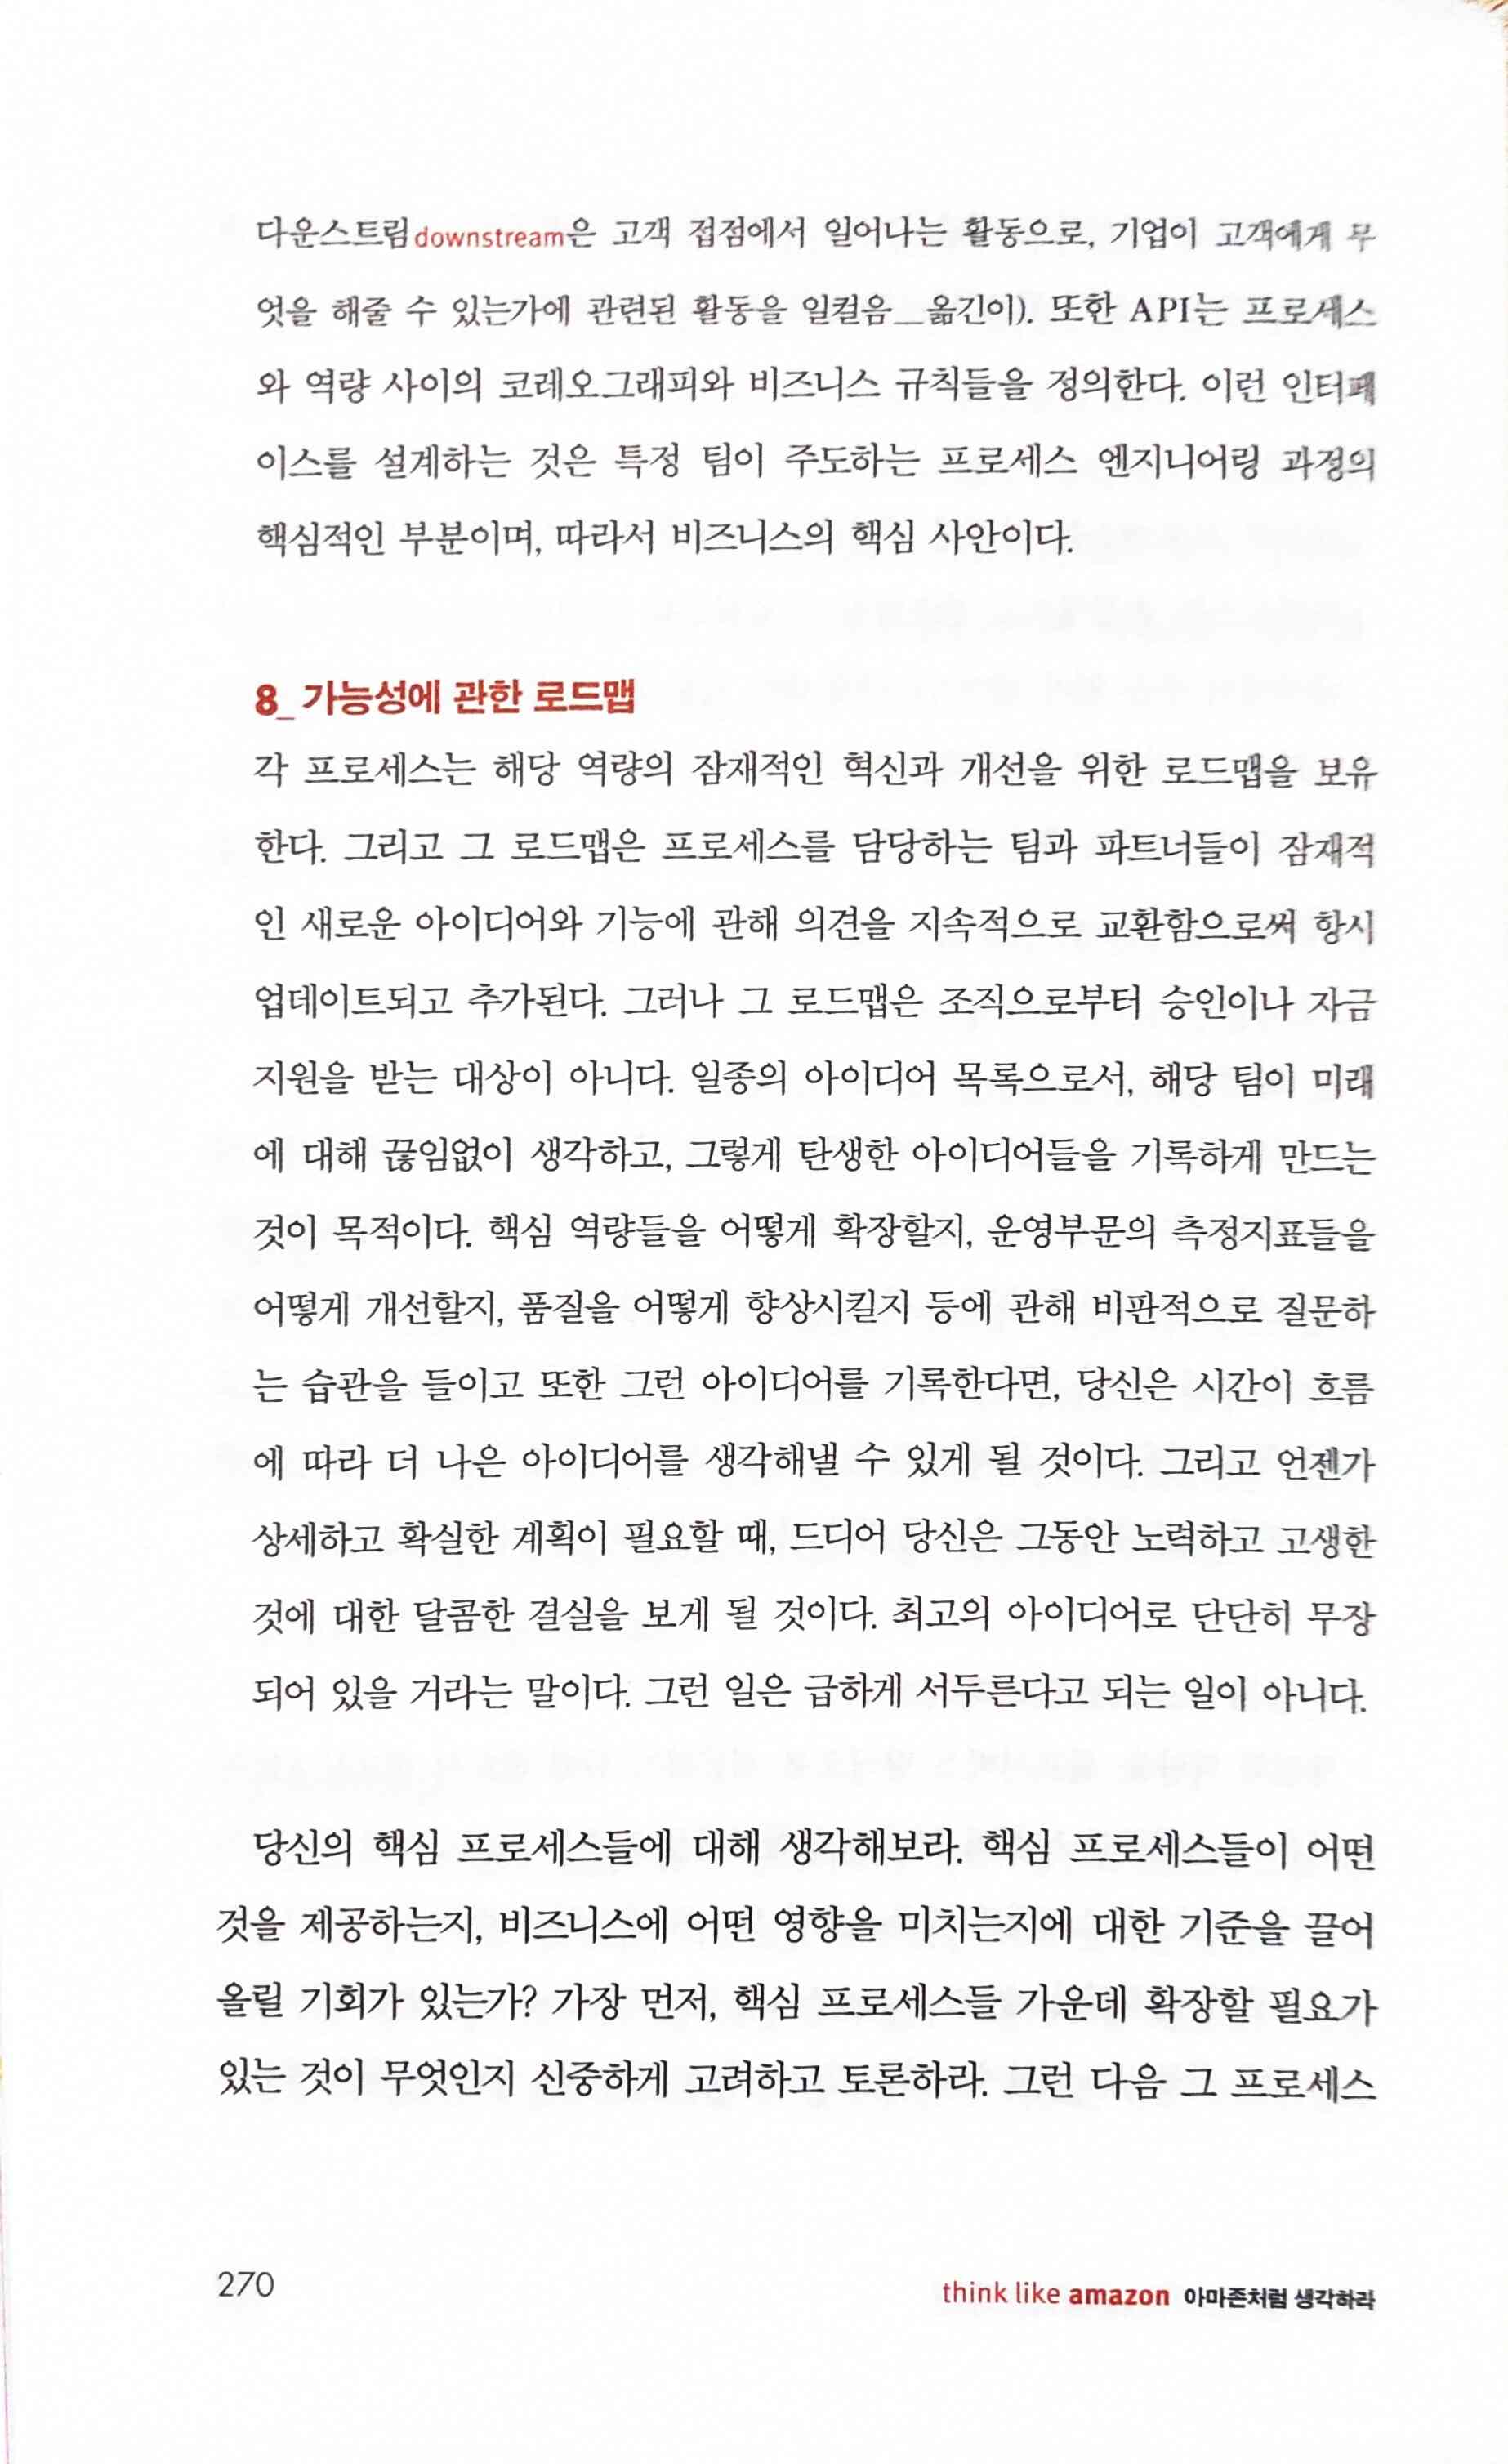 다운스트림downstream은 고객 접점에서 일어나는 활동으로, 기업이 고객에게 무
엇을 해줄 수 있는가에 관련된 활동을 일컬음_옮긴이). 또한 API는 프로세스
와 역량 사이의 코레오그래피와 비즈니스 규칙들을 정의한다. 이런 인터페
이스를 설계하는 것은 특정 팀이 주도하는 프로세스 엔지니어링 과정의
핵심적인 부분이며, 따라서 비즈니스의 핵심 사안이다.
8_ 가능성에 관한 로드맵
각 프로세스는 해당 역량의 잠재적인 혁신과 개선을 위한 로드맵을 보유
한다. 그리고 그 로드맵은 프로세스를 담당하는 팀과 파트너들이 잠재적
인 새로운 아이디어와 기능에 관해 의견을 지속적으로 교환함으로써 항시
업데이트되고 추가된다. 그러나 그 로드맵은 조직으로부터 승인이나 자금
지원을 받는 대상이 아니다. 일종의 아이디어 목록으로서, 해당 팀이 미래
에 대해 끊임없이 생각하고, 그렇게 탄생한 아이디어들을 기록하게 만드는
것이 목적이다. 핵심 역량들을 어떻게 확장할지, 운영부문의 측정지표들을
어떻게 개선할지, 품질을 어떻게 향상시킬지 등에 관해 비판적으로 질문하
는 습관을 들이고 또한 그런 아이디어를 기록한다면, 당신은 시간이 흐름
에 따라 더 나은 아이디어를 생각해낼 수 있게 될 것이다. 그리고 언젠가
상세하고 확실한 계획이 필요할 때, 드디어 당신은 그동안 노력하고 고생한
것에 대한 달콤한 결실을 보게 될 것이다. 최고의 아이디어로 단단히 무장
되어 있을 거라는 말이다. 그런 일은 급하게 서두른다고 되는 일이 아니다.
당신의 핵심 프로세스들에 대해 생각해보라. 핵심 프로세스들이 어떤
것을 제공하는지, 비즈니스에 어떤 영향을 미치는지에 대한 기준을 끌어
올릴 기회가 있는가? 가장 먼저, 핵심 프로세스들 가운데 확장할 필요가
있는 것이 무엇인지 신중하게 고려하고 토론하라. 그런 다음 그 프로세스
270
think like amazon 아마존처럼 생각하라